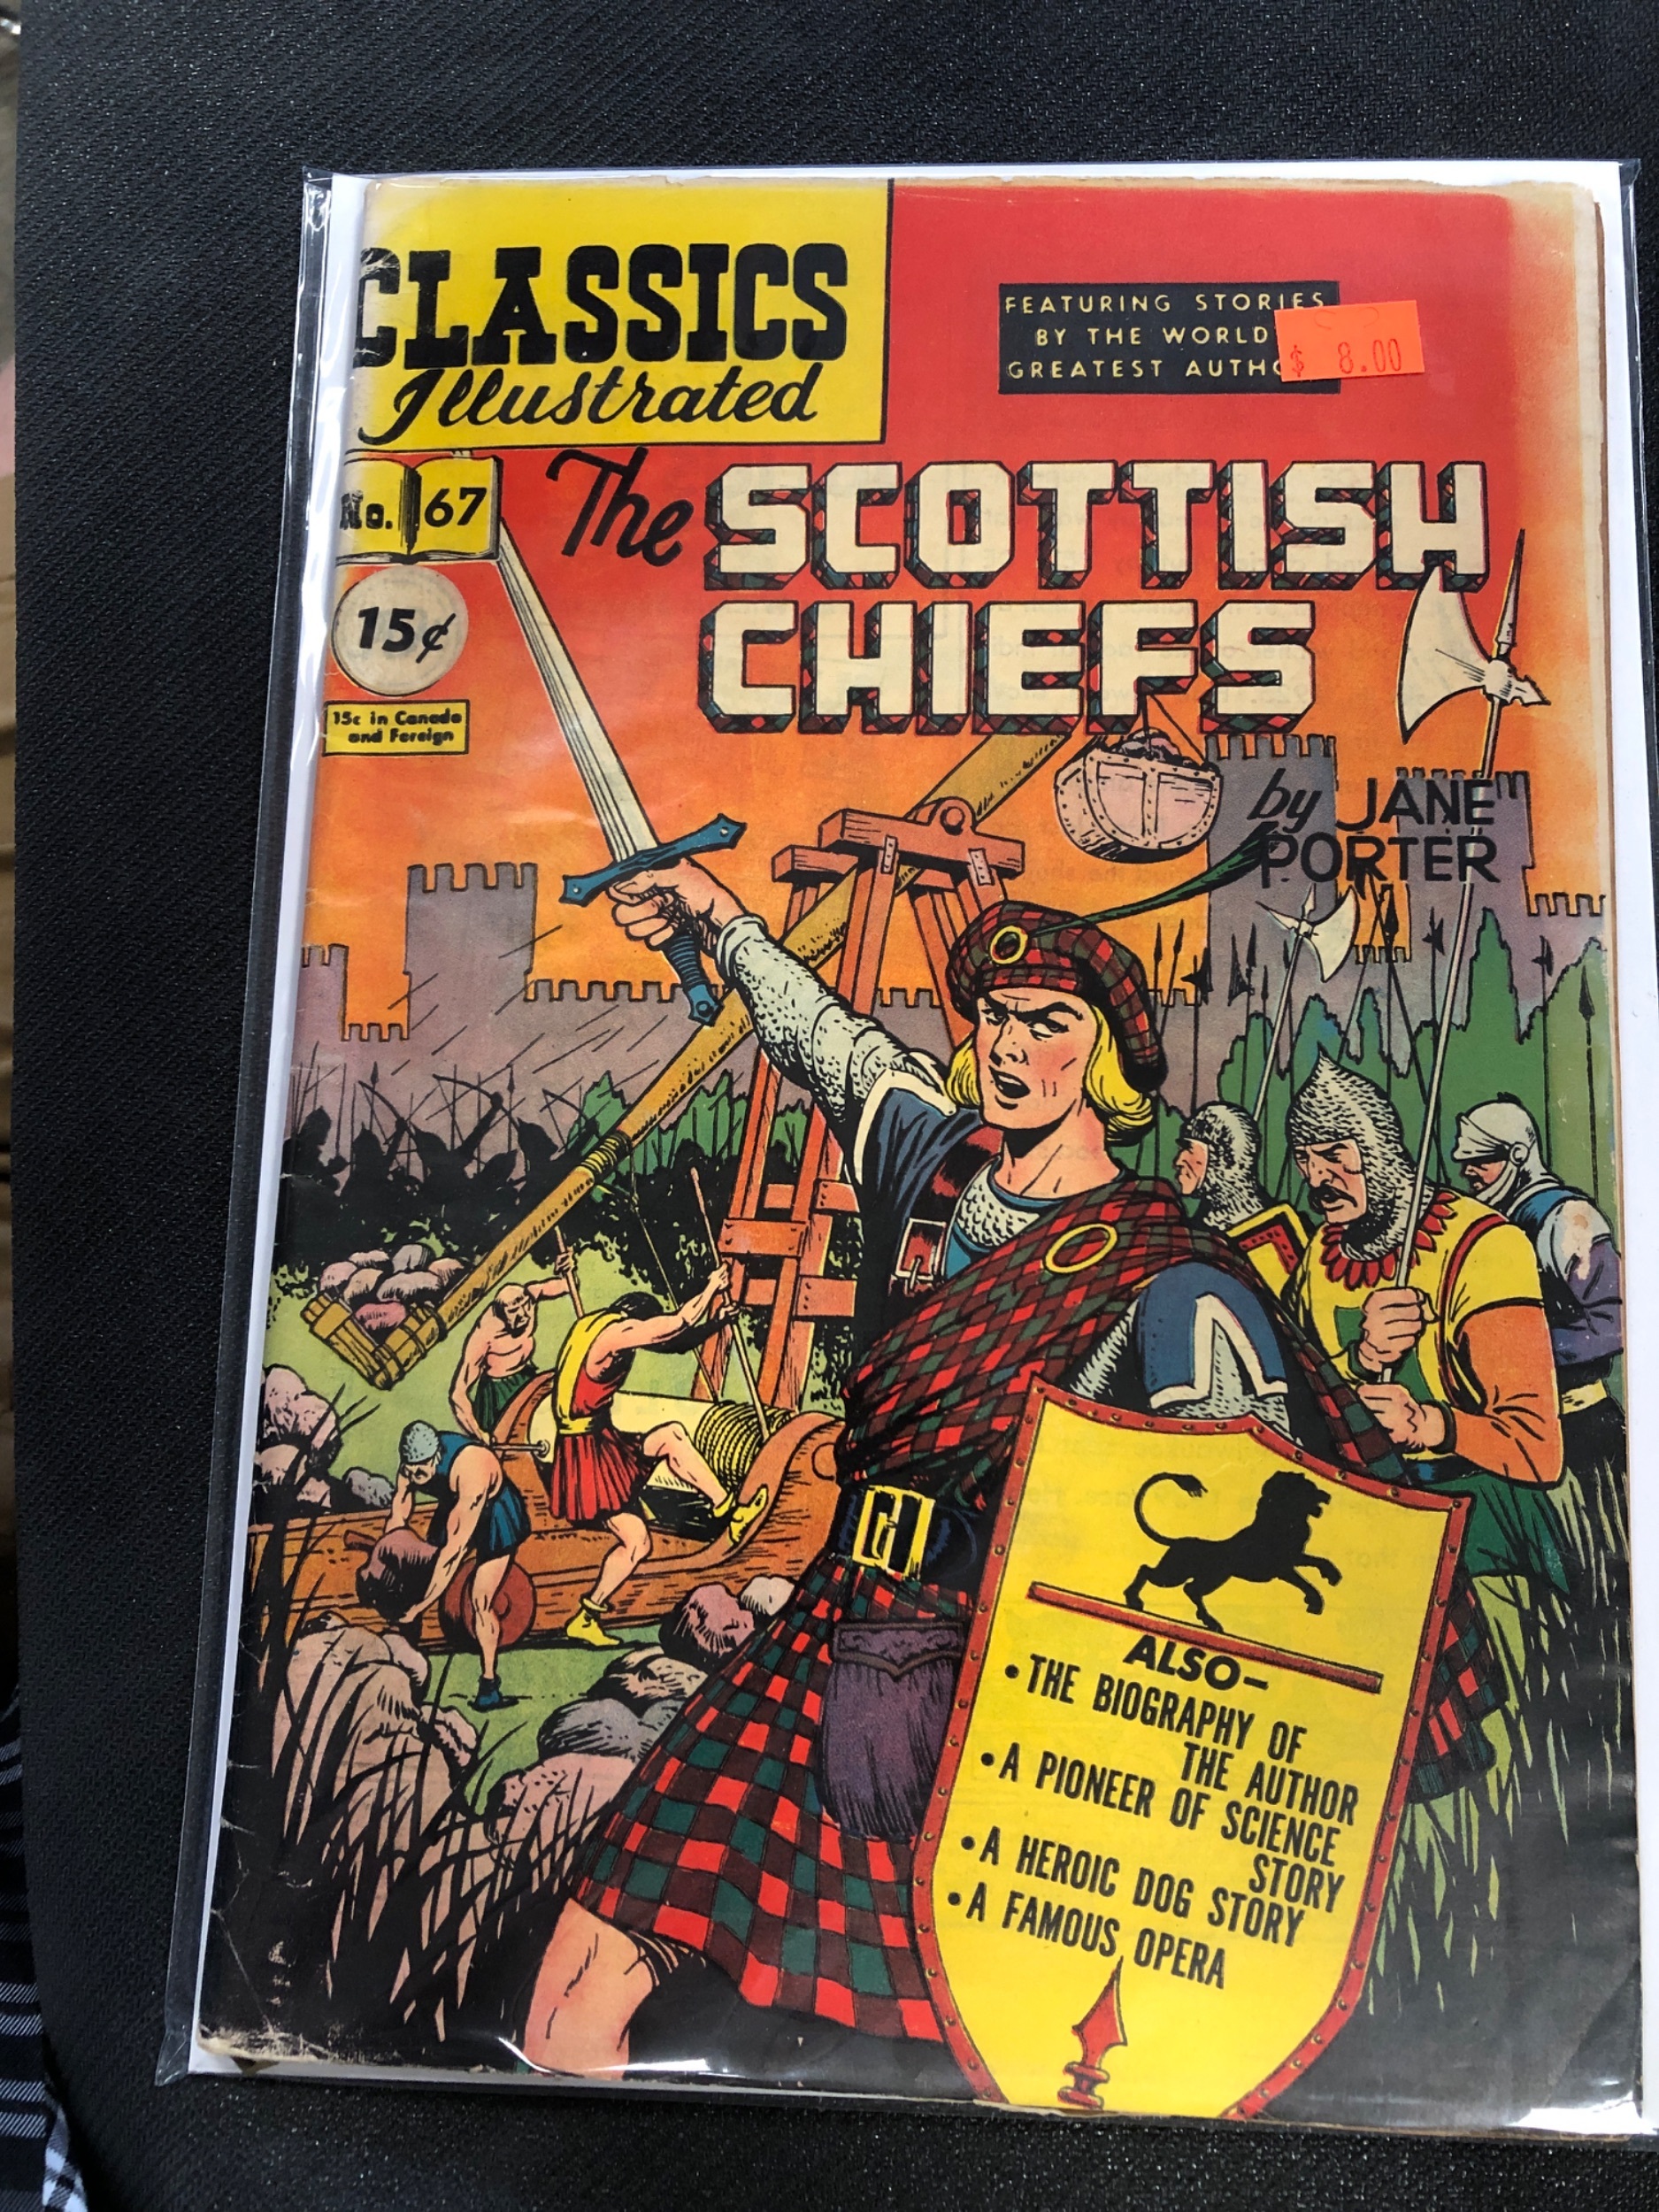 CLASSICS
Illustrated
FEATURING STORIES
BY THE WORLD
GREATEST
$ 8.00
No. 67
The SCOTTISH
CHIEFS
15¢
15c in Canada
and Foreign
by JANE
PORTER
ALSO—
• THE BIOGRAPHY OF
THE AUTHOR
• A PIONEER OF SCIENCE
STORY
• A HEROIC DOG STORY
• A FAMOUS OPERA